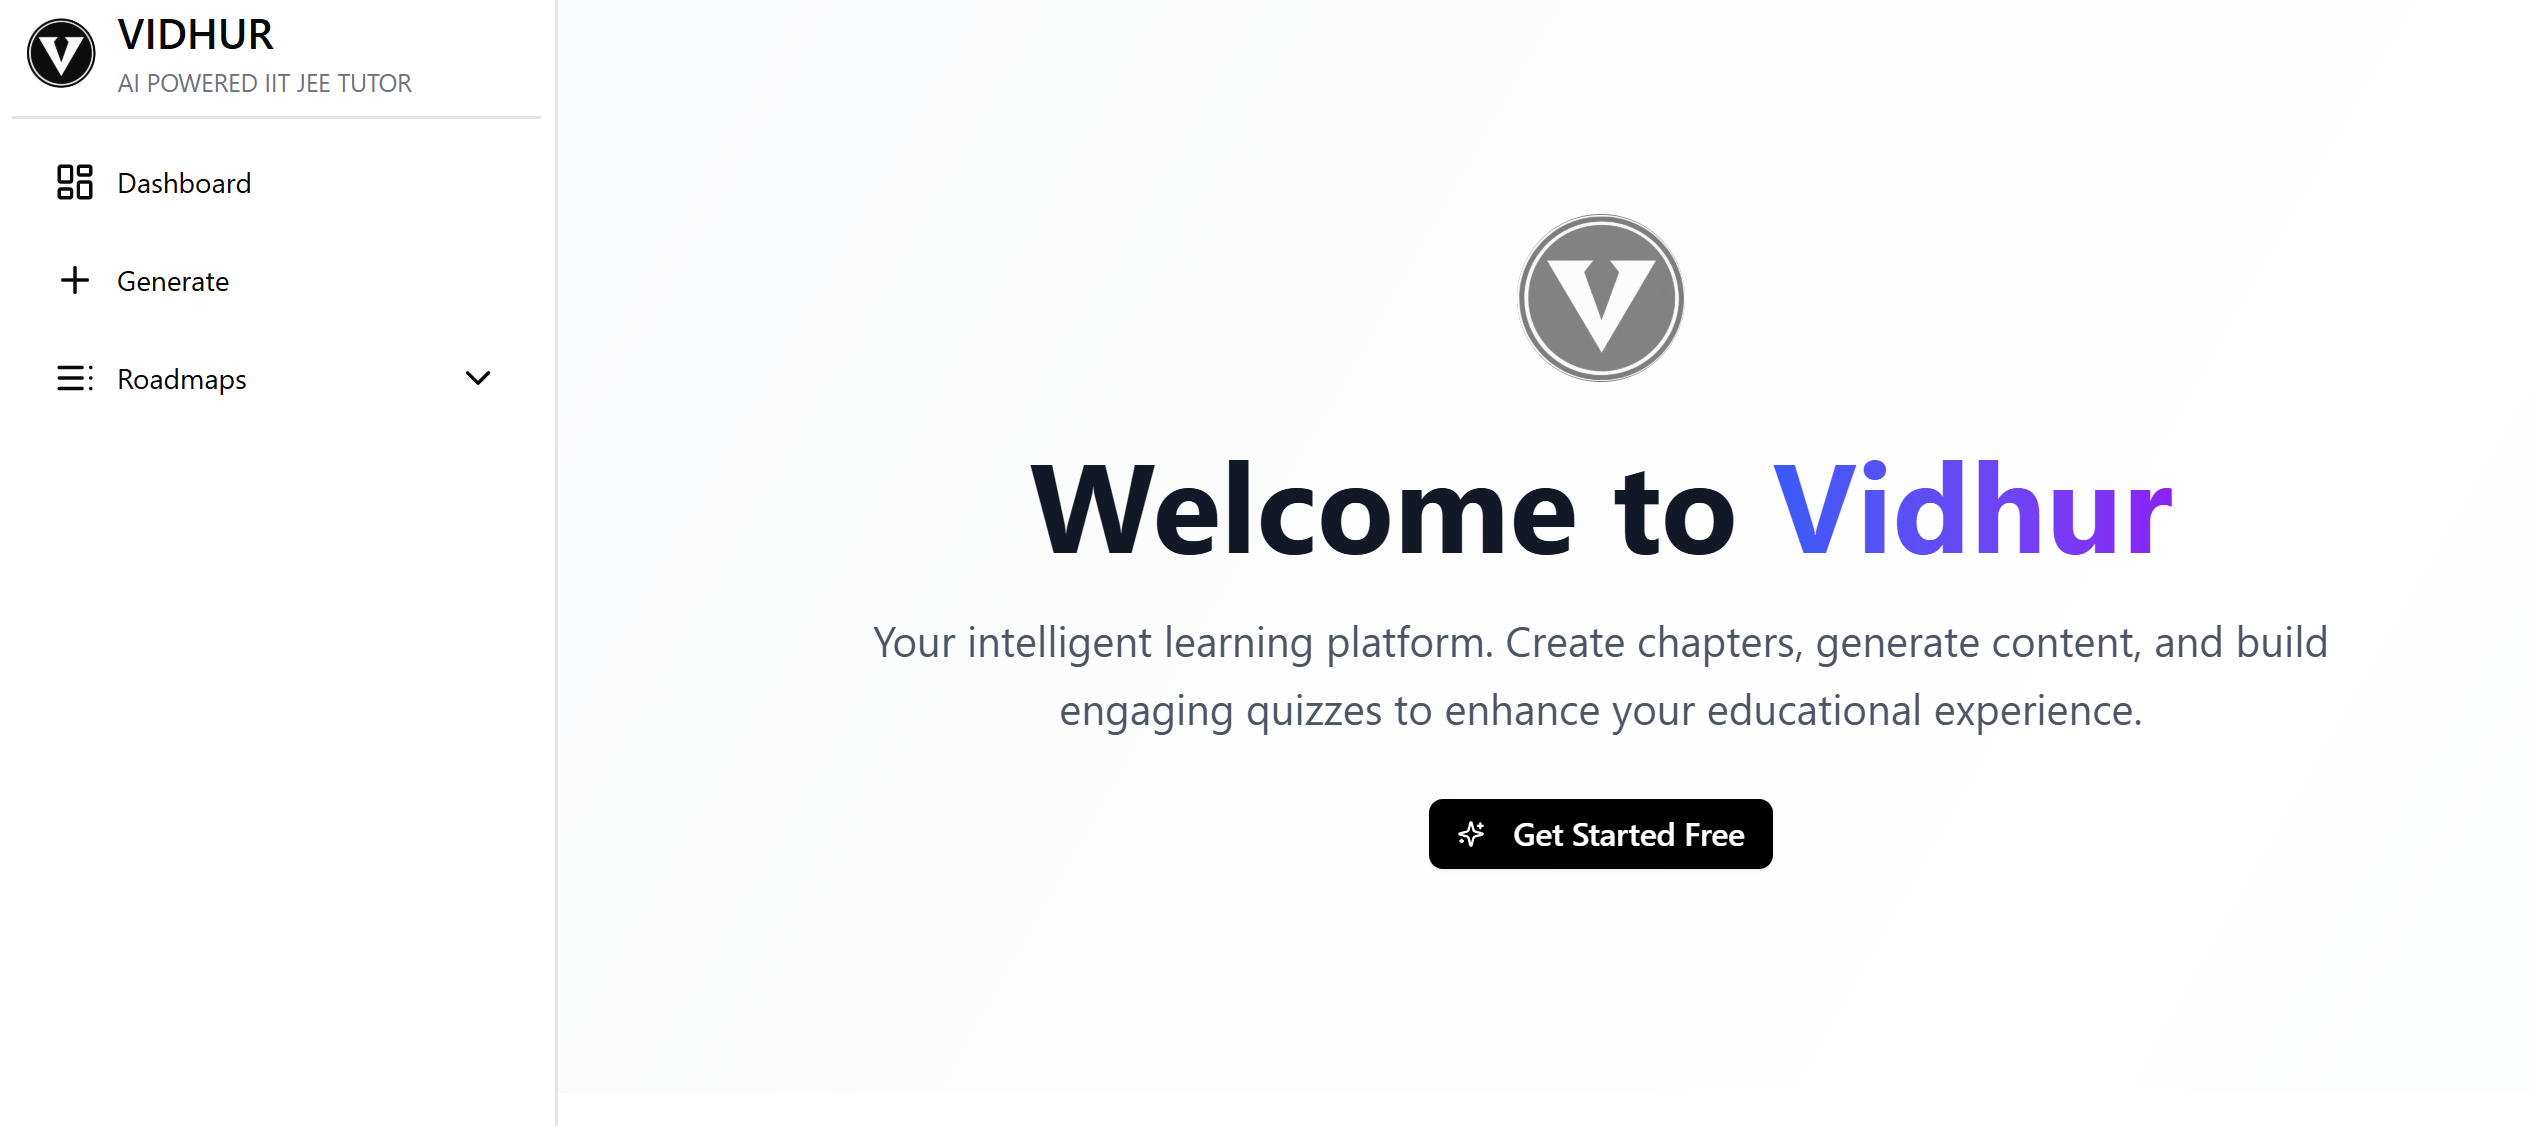 VIDHUR
AI POWERED IIT JEE TUTOR
Dashboard
Generate
Roadmaps
V
Welcome to Vidhur
Your intelligent learning platform. Create chapters, generate content, and build
engaging quizzes to enhance your educational experience.
Get Started Free